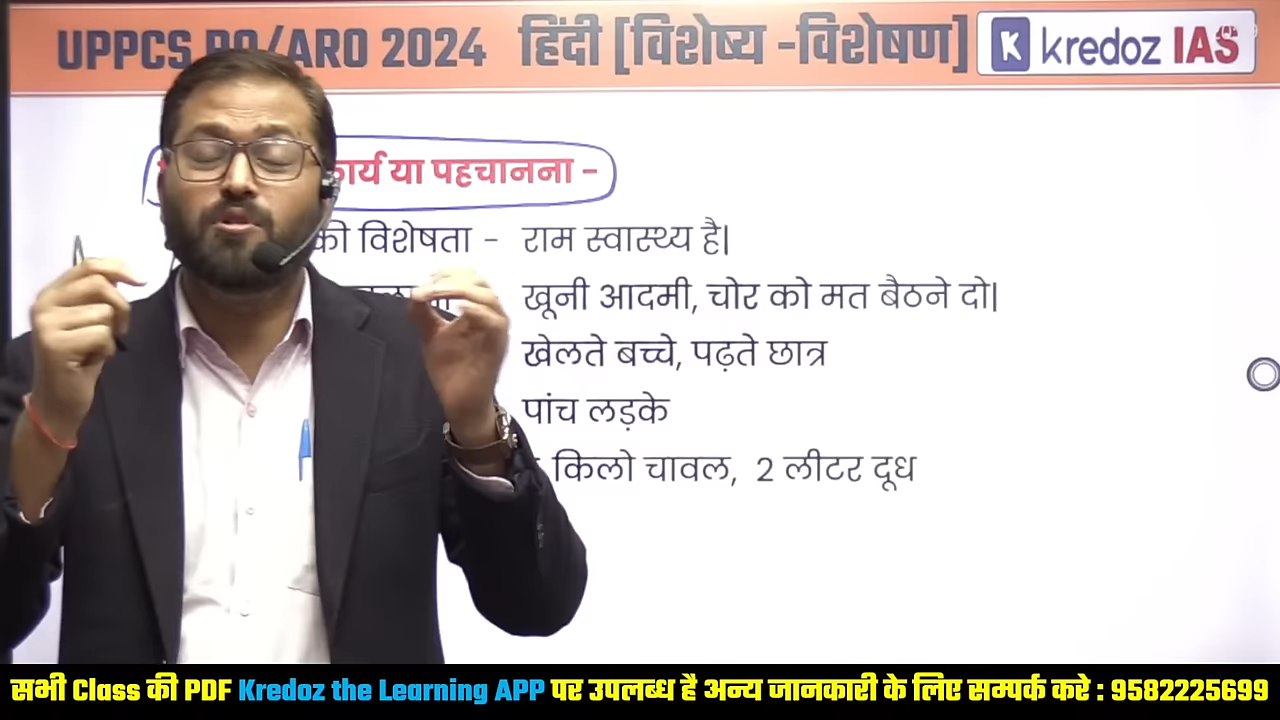 UPPCS RO/ARO 2024 हिंदी [विशेष्य -विशेषण]
K kredoz IAS
कार्य या पहचानना -
की विशेषता - राम स्वास्थ्य है|
खूनी आदमी, चोर को मत बैठने दो|
खेलते बच्चे, पढ़ते छात्र
पांच लड़के
किलो चावल, 2 लीटर दूध
सभी Class की PDF Kredoz the Learning APP पर उपलब्ध है अन्य जानकारी के लिए सम्पर्क करे : 9582225699